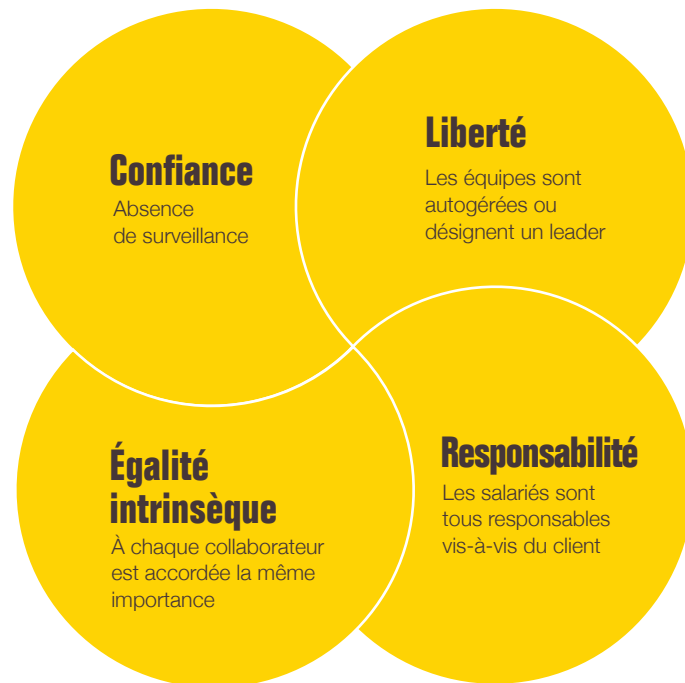 Confiance
Absence
de surveillance
Liberté
Les équipes sont
autogérées ou
désignent un leader
Égalité
intrinsèque
À chaque collaborateur
est accordée la même
importance
Responsabilité
Les salariés sont
tous responsables
vis-à-vis du client